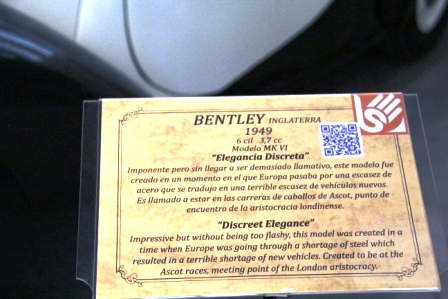 BENTLEY INGLATERRA
1949
6 cil 3,7 cc
Modelo MK VI
"Elegancia Discreta"
Imponente pero sin llegar a ser demasiado llamativo, este modelo fue
creado en un momento en el que Europa pasaba por una escasez de
acero que se tradujo en una terrible escasez de vehículos nuevos.
Es llamado a estar en las carreras de caballos de Ascot, punto de
encuentro de la aristocracia londinense.
"Discreet Elegance"
Impressive but without being too flashy, this model was created in a
time when Europe was going through a shortage of steel which
resulted in a terrible shortage of new vehicles. Created to be at the
Ascot races, meeting point of the London aristocracy.